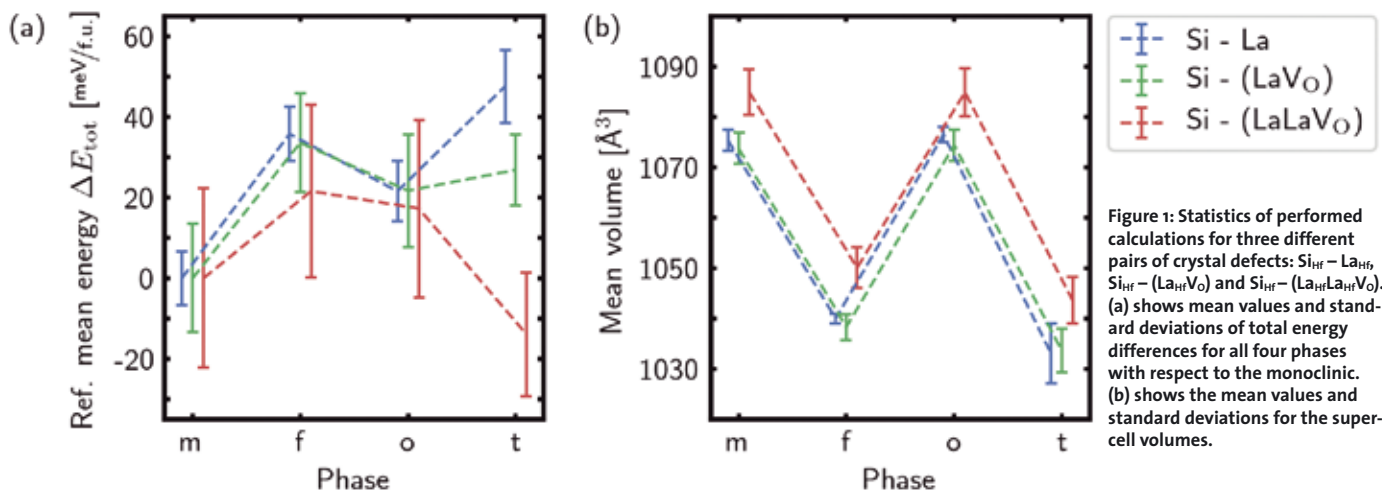 (a)
Ref. mean energy ΔE_tot [meV/f.u.]
60
40
20
0
-20
m f o t
Phase
(b)
Mean volume [Å³]
1090
1070
1050
1030
m f o t
Phase
Si - La
Si - (LaV_O)
Si - (LaLaV_O)
Figure 1: Statistics of performed
calculations for three different
pairs of crystal defects: Si_Hf – La_Hf,
Si_Hf – (La_HfV_O) and Si_Hf – (La_HfLa_HfV_O).
(a) shows mean values and stand-
ard deviations of total energy
differences for all four phases
with respect to the monoclinic.
(b) shows the mean values and
standard deviations for the super-
cell volumes.